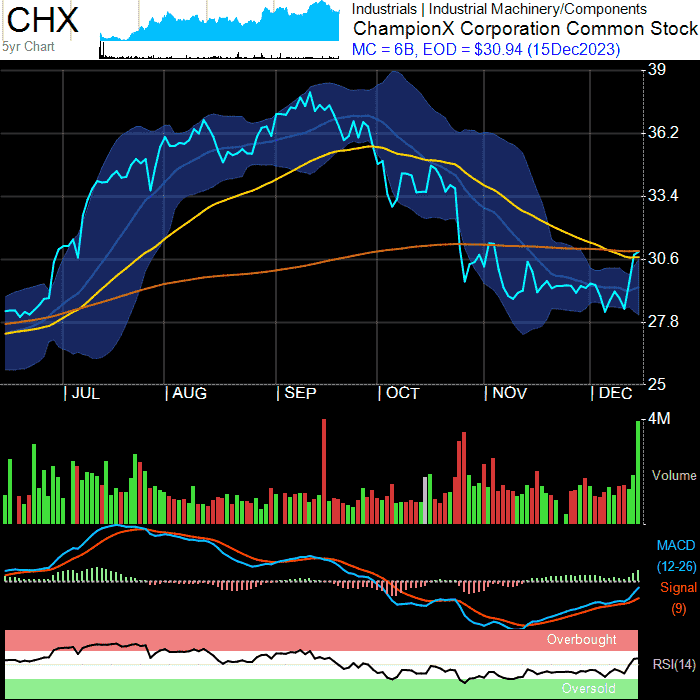 CHX
5yr Chart
Industrials | Industrial Machinery/Components
ChampionX Corporation Common Stock
MC = 6B, EOD = $30.94 (15Dec2023)
39
36.2
33.4
30.6
27.8
25
| JUL | AUG | SEP | OCT | NOV | DEC
4M
Volume
MACD
(12-26)
Signal
(9)
Overbought
RSI(14)
Oversold